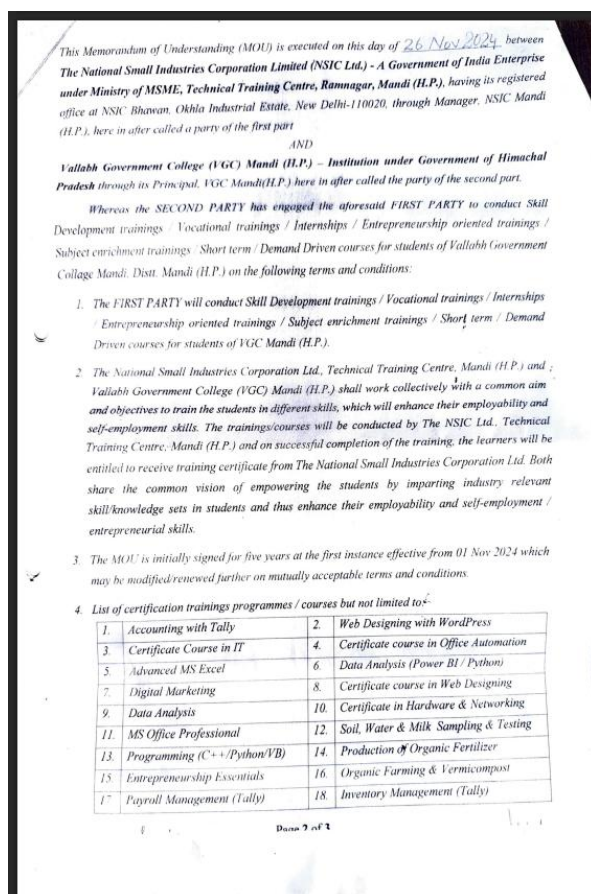 This Memorandum of Understanding (MOU) is executed on this day of 26 Nov 2024 between
The National Small Industries Corporation Limited (NSIC Ltd.) - A Government of India Enterprise
under Ministry of MSME, Technical Training Centre, Ramnagar, Mandi (H.P.), having its registered
office at NSIC Bhawan, Okhla Industrial Estate, New Delhi-110020, through Manager, NSIC Mandi
(H.P.), here in after called a party of the first part
AND
Vallabh Government College (VGC) Mandi (H.P.) – Institution under Government of Himachal
Pradesh through its Principal, VGC Mandi(H.P.) here in after called the party of the second part.
Whereas the SECOND PARTY has engaged the aforesaid FIRST PARTY to conduct Skill
Development trainings / Vocational trainings / Internships / Entrepreneurship oriented trainings /
Subject enrichment trainings / Short term / Demand Driven courses for students of Vallabh Government
Collage Mandi, Distt. Mandi (H.P.) on the following terms and conditions:
1. The FIRST PARTY will conduct Skill Development trainings / Vocational trainings / Internships
/ Entrepreneurship oriented trainings / Subject enrichment trainings / Short term / Demand
Driven courses for students of VGC Mandi (H.P.).
2. The National Small Industries Corporation Ltd., Technical Training Centre, Mandi (H.P.) and
Vallabh Government College (VGC) Mandi (H.P.) shall work collectively with a common aim
and objectives to train the students in different skills, which will enhance their employability and
self-employment skills. The trainings/courses will be conducted by The NSIC Ltd., Technical
Training Centre, Mandi (H.P.) and on successful completion of the training, the learners will be
entitled to receive training certificate from The National Small Industries Corporation Ltd. Both
share the common vision of empowering the students by imparting industry relevant
skill/knowledge sets in students and thus enhance their employability and self-employment /
entrepreneurial skills.
3. The MOU is initially signed for five years at the first instance effective from 01 Nov 2024 which
may be modified/renewed further on mutually acceptable terms and conditions.
4. List of certification trainings programmes / courses but not limited to:-
1. Accounting with Tally 2. Web Designing with WordPress
3. Certificate Course in IT 4. Certificate course in Office Automation
5. Advanced MS Excel 6. Data Analysis (Power BI / Python)
7. Digital Marketing 8. Certificate course in Web Designing
9. Data Analysis 10. Certificate in Hardware & Networking
11. MS Office Professional 12. Soil, Water & Milk Sampling & Testing
13. Programming (C++/Python/VB) 14. Production of Organic Fertilizer
15. Entrepreneurship Essentials 16. Organic Farming & Vermicompost
17. Payroll Management (Tally) 18. Inventory Management (Tally)
Page 2 of 3